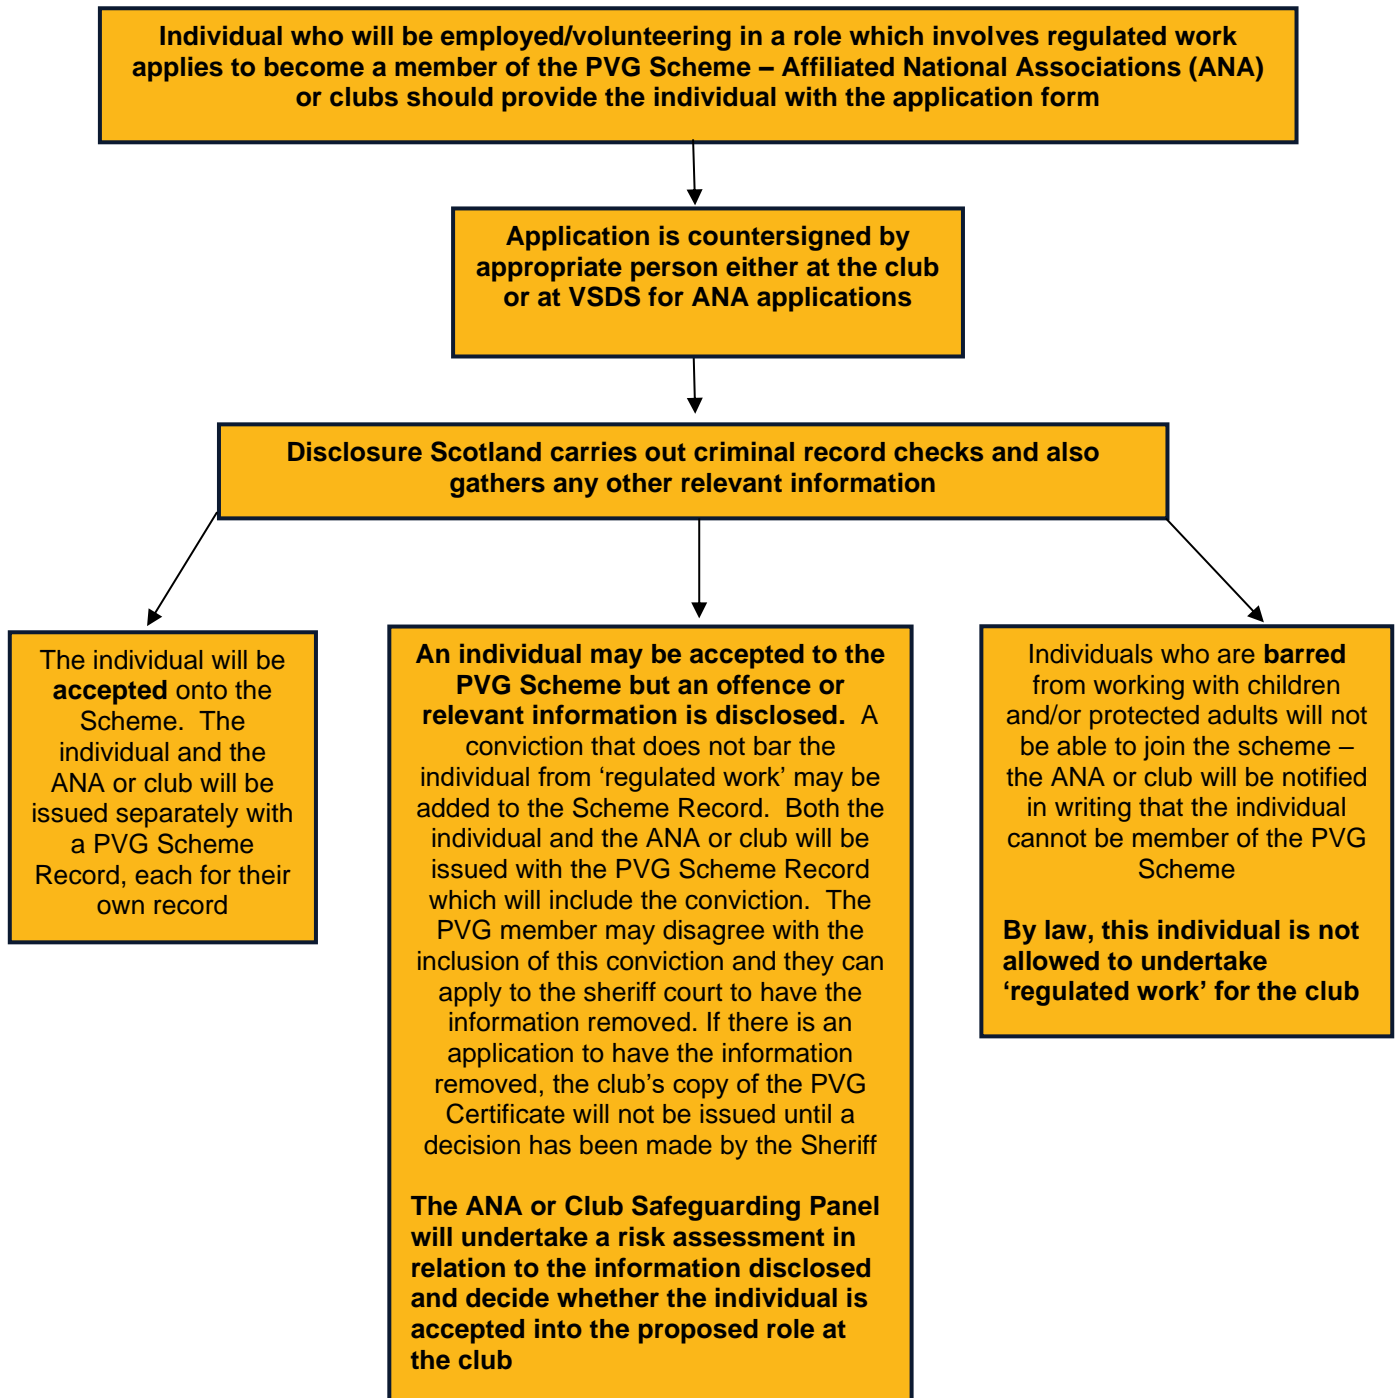 Individual who will be employed/volunteering in a role which involves regulated work
applies to become a member of the PVG Scheme – Affiliated National Associations (ANA)
or clubs should provide the individual with the application form
Application is countersigned by
appropriate person either at the club
or at VSDS for ANA applications
Disclosure Scotland carries out criminal record checks and also
gathers any other relevant information
The individual will be
accepted onto the
Scheme. The
individual and the
ANA or club will be
issued separately with
a PVG Scheme
Record, each for their
own record
An individual may be accepted to the
PVG Scheme but an offence or
relevant information is disclosed. A
conviction that does not bar the
individual from ‘regulated work’ may be
added to the Scheme Record. Both the
individual and the ANA or club will be
issued with the PVG Scheme Record
which will include the conviction. The
PVG member may disagree with the
inclusion of this conviction and they can
apply to the sheriff court to have the
information removed. If there is an
application to have the information
removed, the club’s copy of the PVG
Certificate will not be issued until a
decision has been made by the Sheriff
The ANA or Club Safeguarding Panel
will undertake a risk assessment in
relation to the information disclosed
and decide whether the individual is
accepted into the proposed role at
the club
Individuals who are barred
from working with children
and/or protected adults will not
be able to join the scheme –
the ANA or club will be notified
in writing that the individual
cannot be member of the PVG
Scheme
By law, this individual is not
allowed to undertake
‘regulated work’ for the club